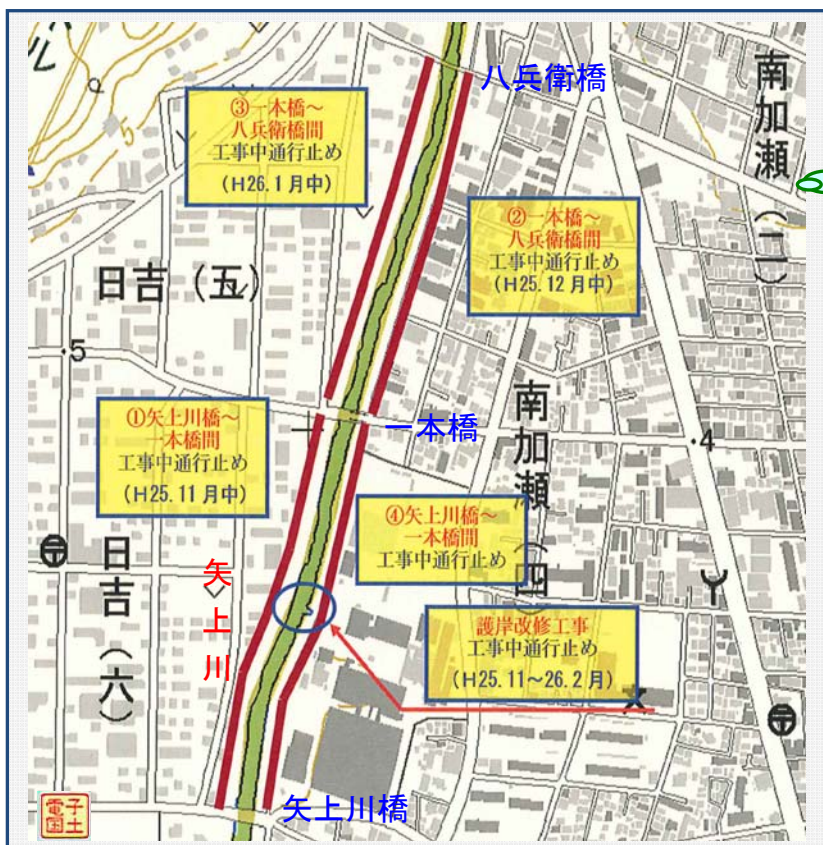 八兵衛橋
南加瀬(二)
③一本橋~
八兵衛橋間
工事中通行止め
(H26.1月中)
②一本橋~
八兵衛橋間
工事中通行止め
(H25.12月中)
日吉(五)
5
一本橋
4
南加瀬(四)
①矢上川橋~
一本橋間
工事中通行止め
(H25.11月中)
④矢上川橋~
一本橋間
工事中通行止め
日吉(六)
矢上川
護岸改修工事
工事中通行止め
(H25.11~26.2月)
矢上川橋
電子国土